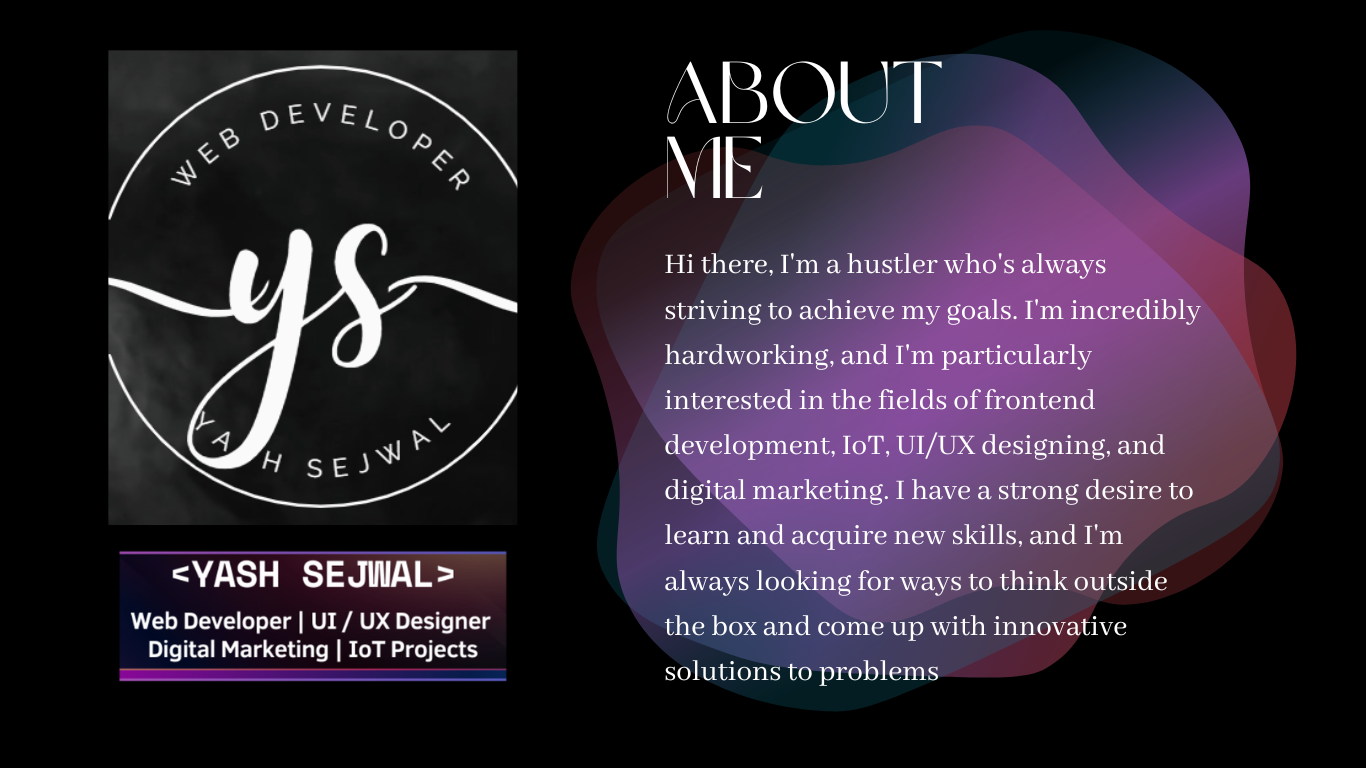 WEB DEVELOPER
ys
YASH SEJWAL
<YASH SEJWAL>
Web Developer | UI / UX Designer
Digital Marketing | IoT Projects
ABOUT
ME
Hi there, I'm a hustler who's always
striving to achieve my goals. I'm incredibly
hardworking, and I'm particularly
interested in the fields of frontend
development, IoT, UI/UX designing, and
digital marketing. I have a strong desire to
learn and acquire new skills, and I'm
always looking for ways to think outside
the box and come up with innovative
solutions to problems